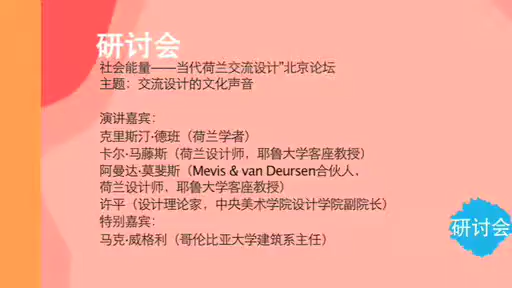 研讨会
社会能量——当代荷兰交流设计”北京论坛
主题：交流设计的文化声音
演讲嘉宾：
克里斯汀·德班（荷兰学者）
卡尔·马藤斯（荷兰设计师，耶鲁大学客座教授）
阿曼达·莫斐斯（Mevis & van Deursen合伙人，
荷兰设计师，耶鲁大学客座教授）
许平（设计理论家，中央美术学院设计学院副院长）
特别嘉宾：
马克·威格利（哥伦比亚大学建筑系主任）
研讨会